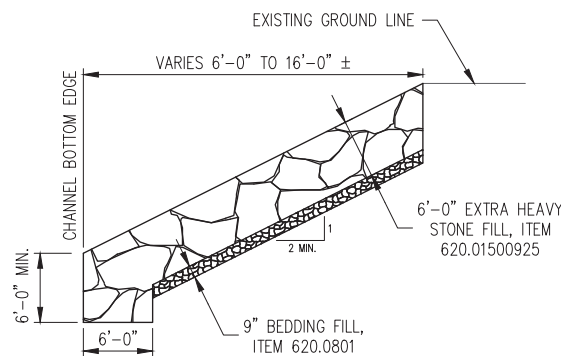 EXISTING GROUND LINE
VARIES 6'-0" TO 16'-0" ±
CHANNEL BOTTOM EDGE
1
2 MIN.
6'-0" EXTRA HEAVY
STONE FILL, ITEM
620.01500925
6'-0" MIN.
6'-0"
9" BEDDING FILL,
ITEM 620.0801